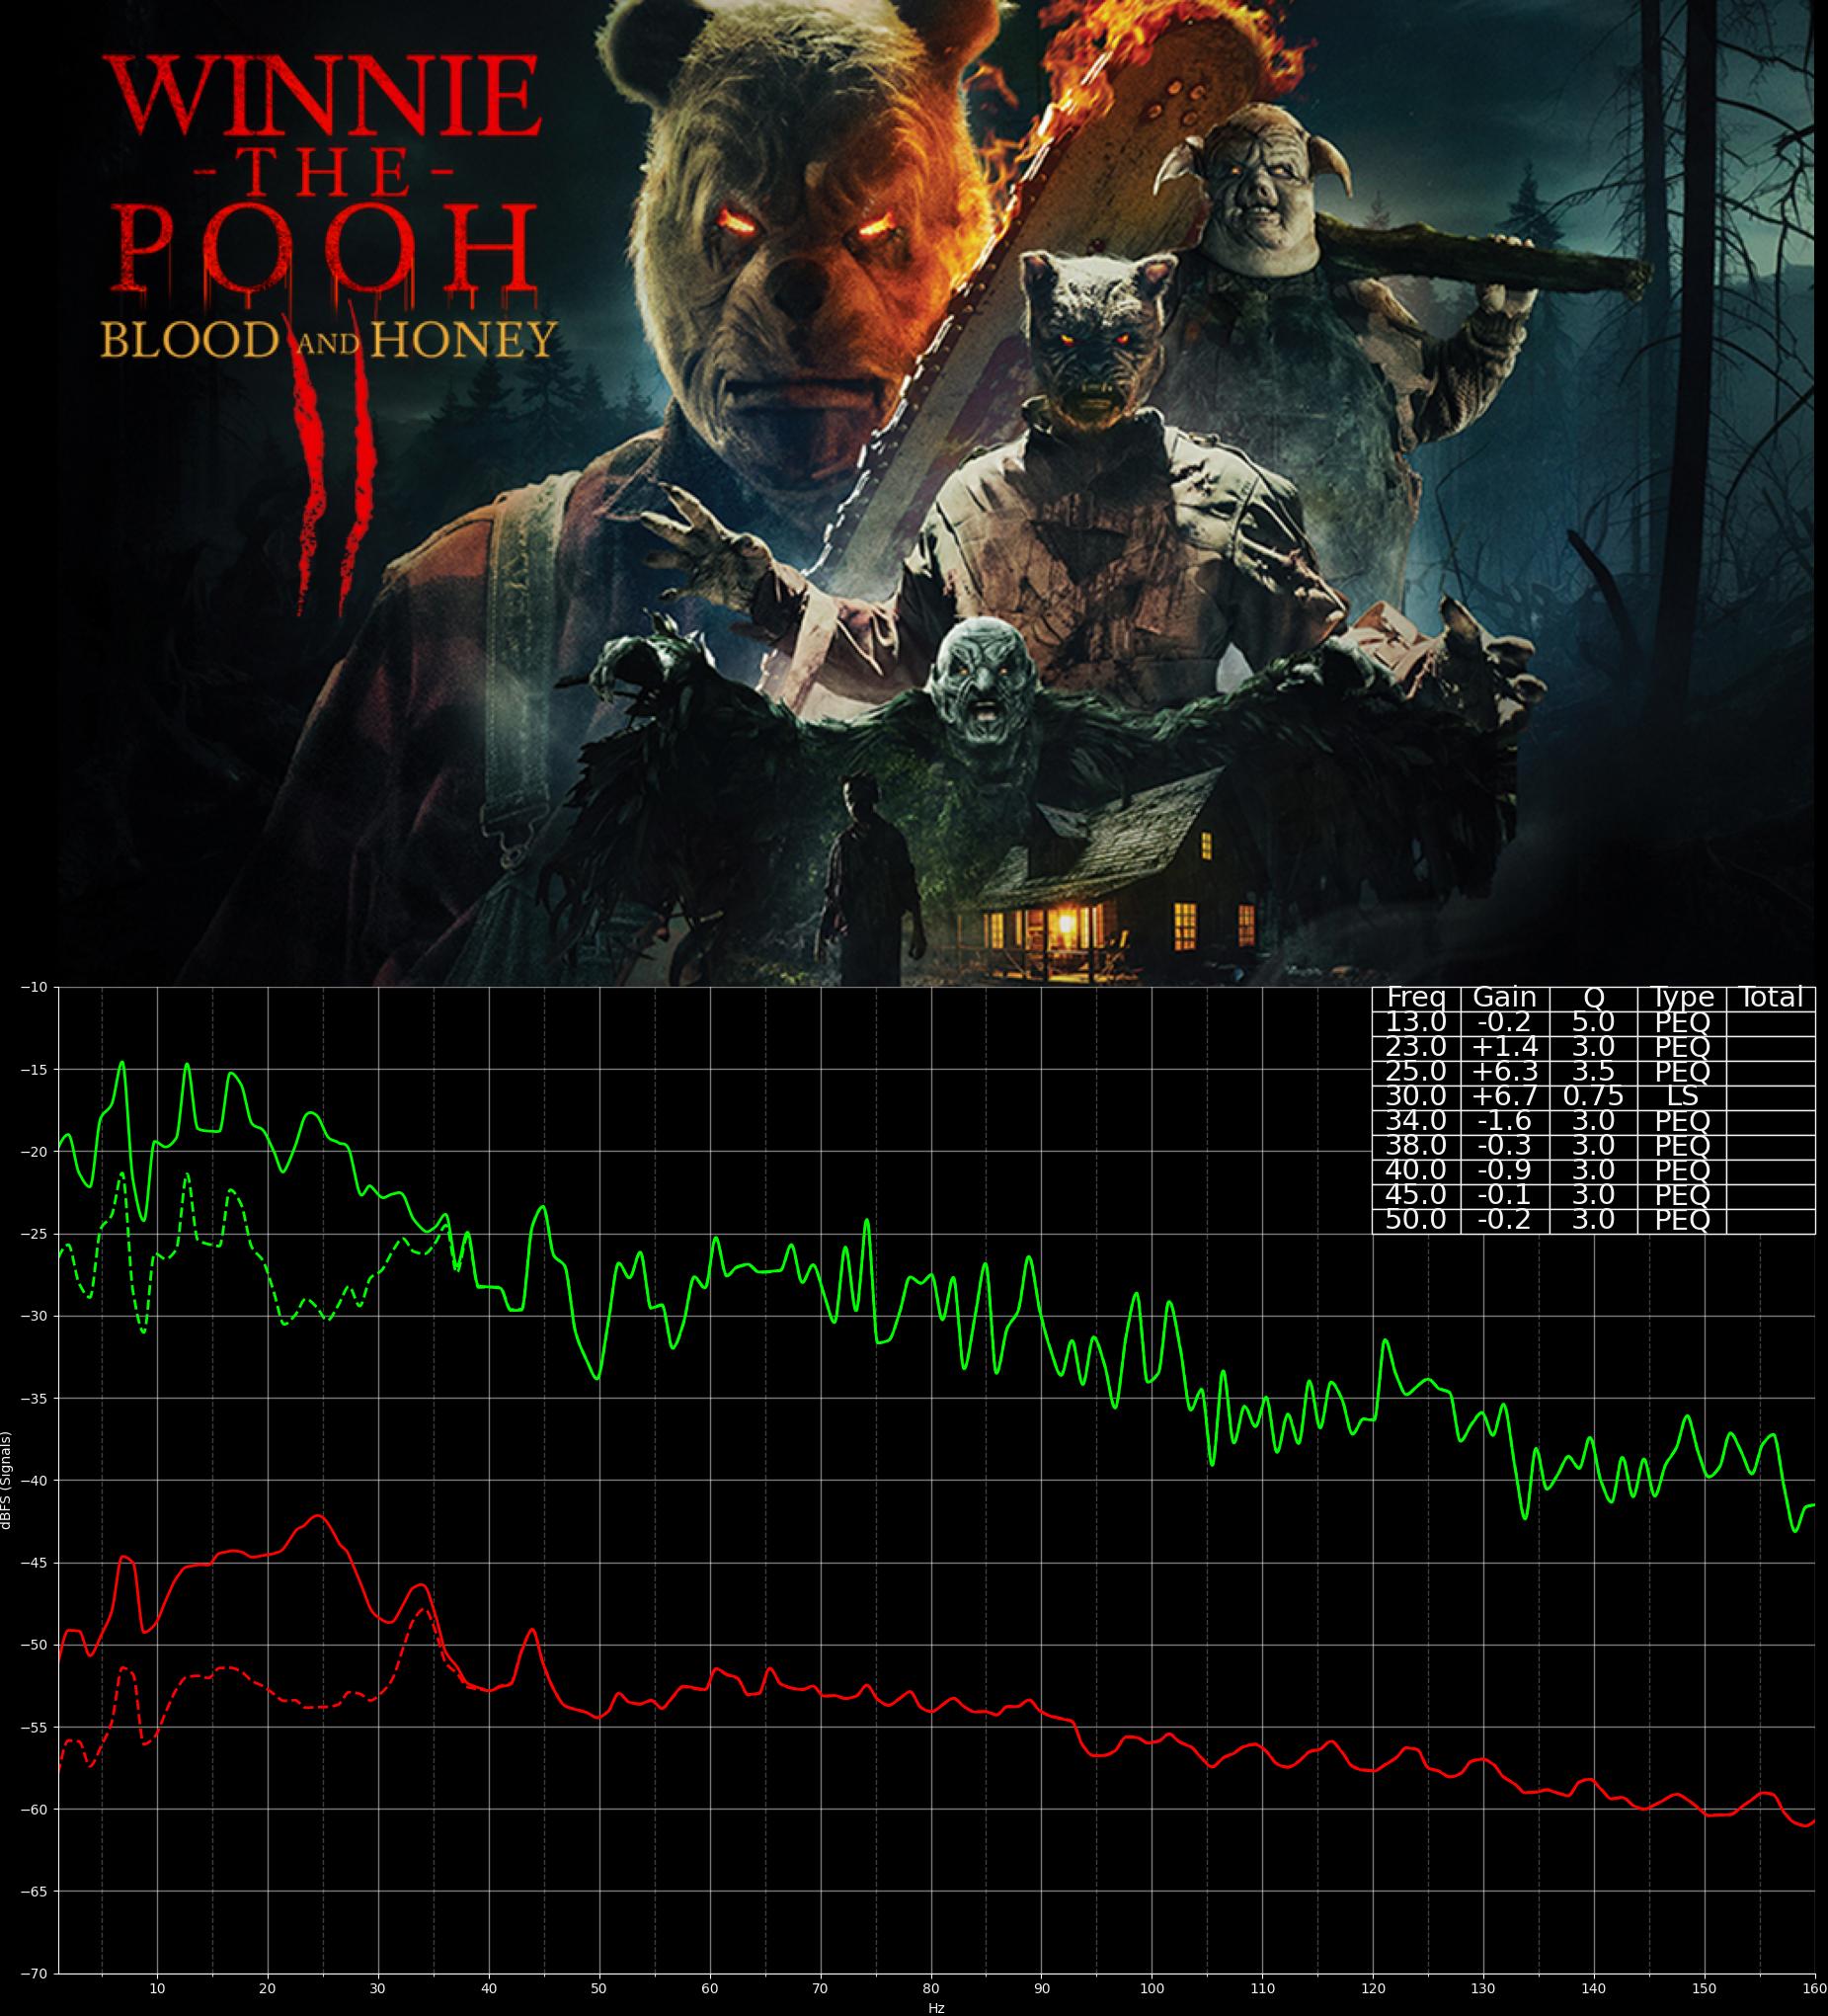 WINNIE
-THE-
POOH
BLOOD AND HONEY
II
Freq Gain Q Type Total
13.0 -0.2 5.0 PEQ
23.0 +1.4 3.0 PEQ
25.0 +6.3 3.5 PEQ
30.0 +6.7 0.75 LS
34.0 -1.6 3.0 PEQ
38.0 -0.3 3.0 PEQ
40.0 -0.9 3.0 PEQ
45.0 -0.1 3.0 PEQ
50.0 -0.2 3.0 PEQ
−10
−15
−20
−25
−30
−35
−40
−45
−50
−55
−60
−65
−70
dBFS (Signals)
10 20 30 40 50 60 70 80 90 100 110 120 130 140 150 160
Hz